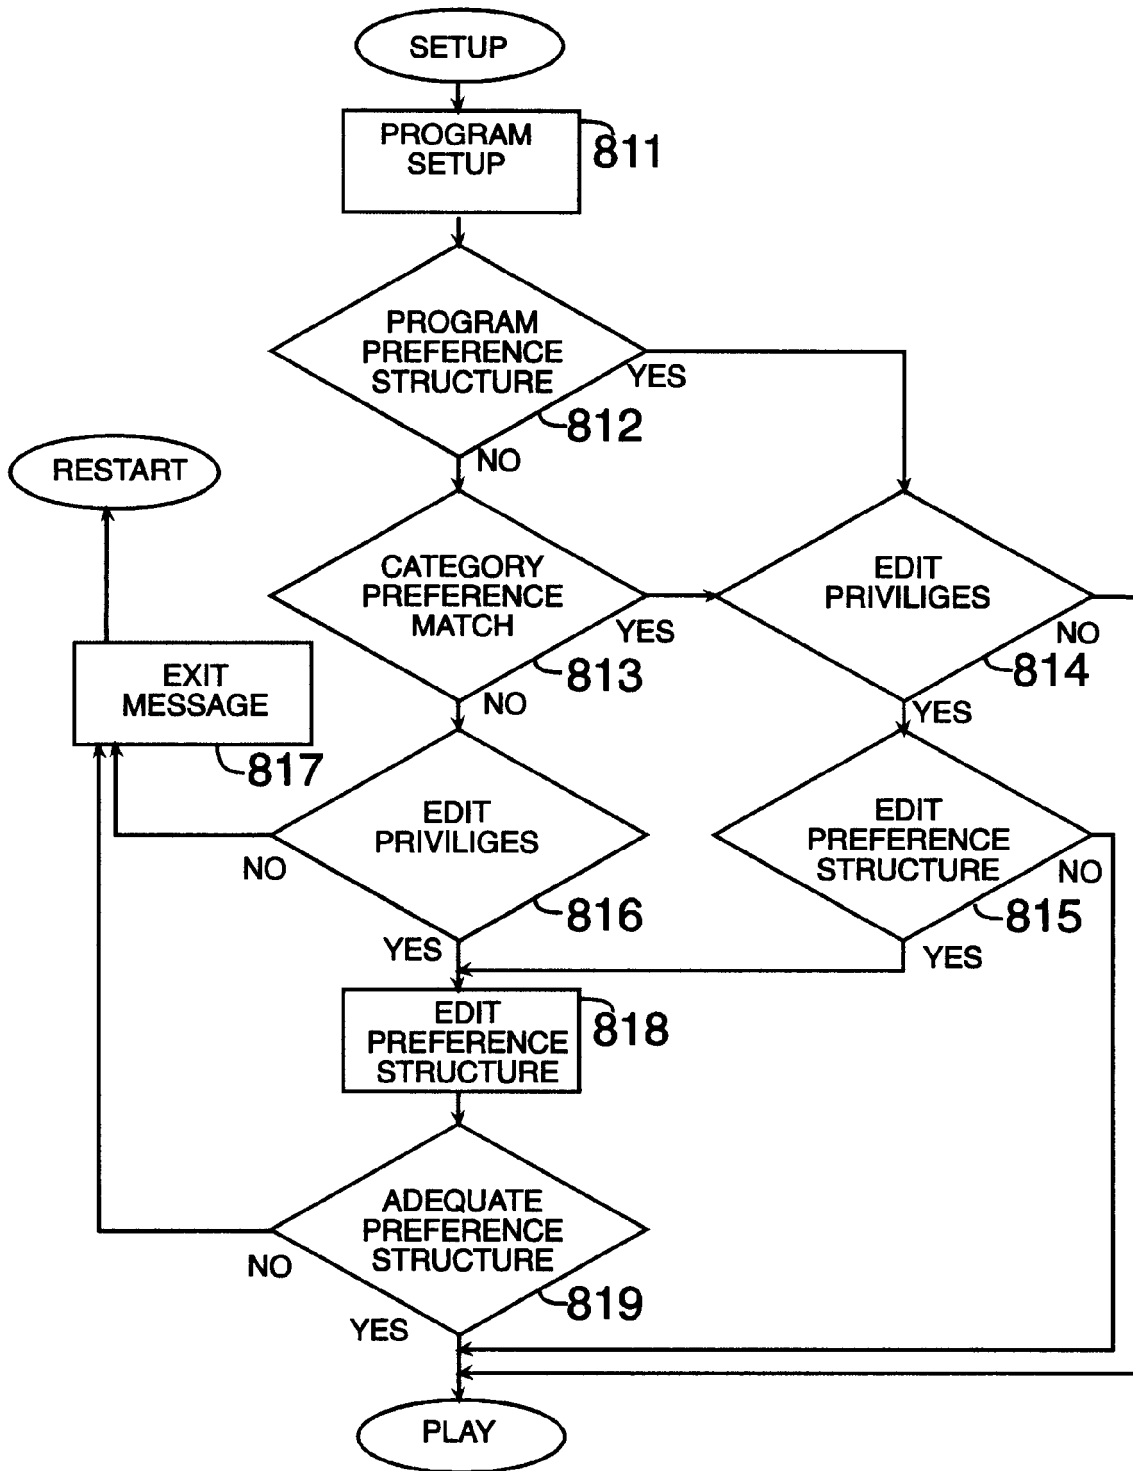 SETUP
PROGRAM
SETUP
811
PROGRAM
PREFERENCE
STRUCTURE
YES
812
NO
RESTART
CATEGORY
PREFERENCE
MATCH
YES
813
NO
EDIT
PRIVILIGES
NO
814
YES
EXIT
MESSAGE
817
EDIT
PRIVILIGES
NO
816
YES
EDIT
PREFERENCE
STRUCTURE
NO
815
YES
EDIT
PREFERENCE
STRUCTURE
818
ADEQUATE
PREFERENCE
STRUCTURE
NO
819
YES
PLAY